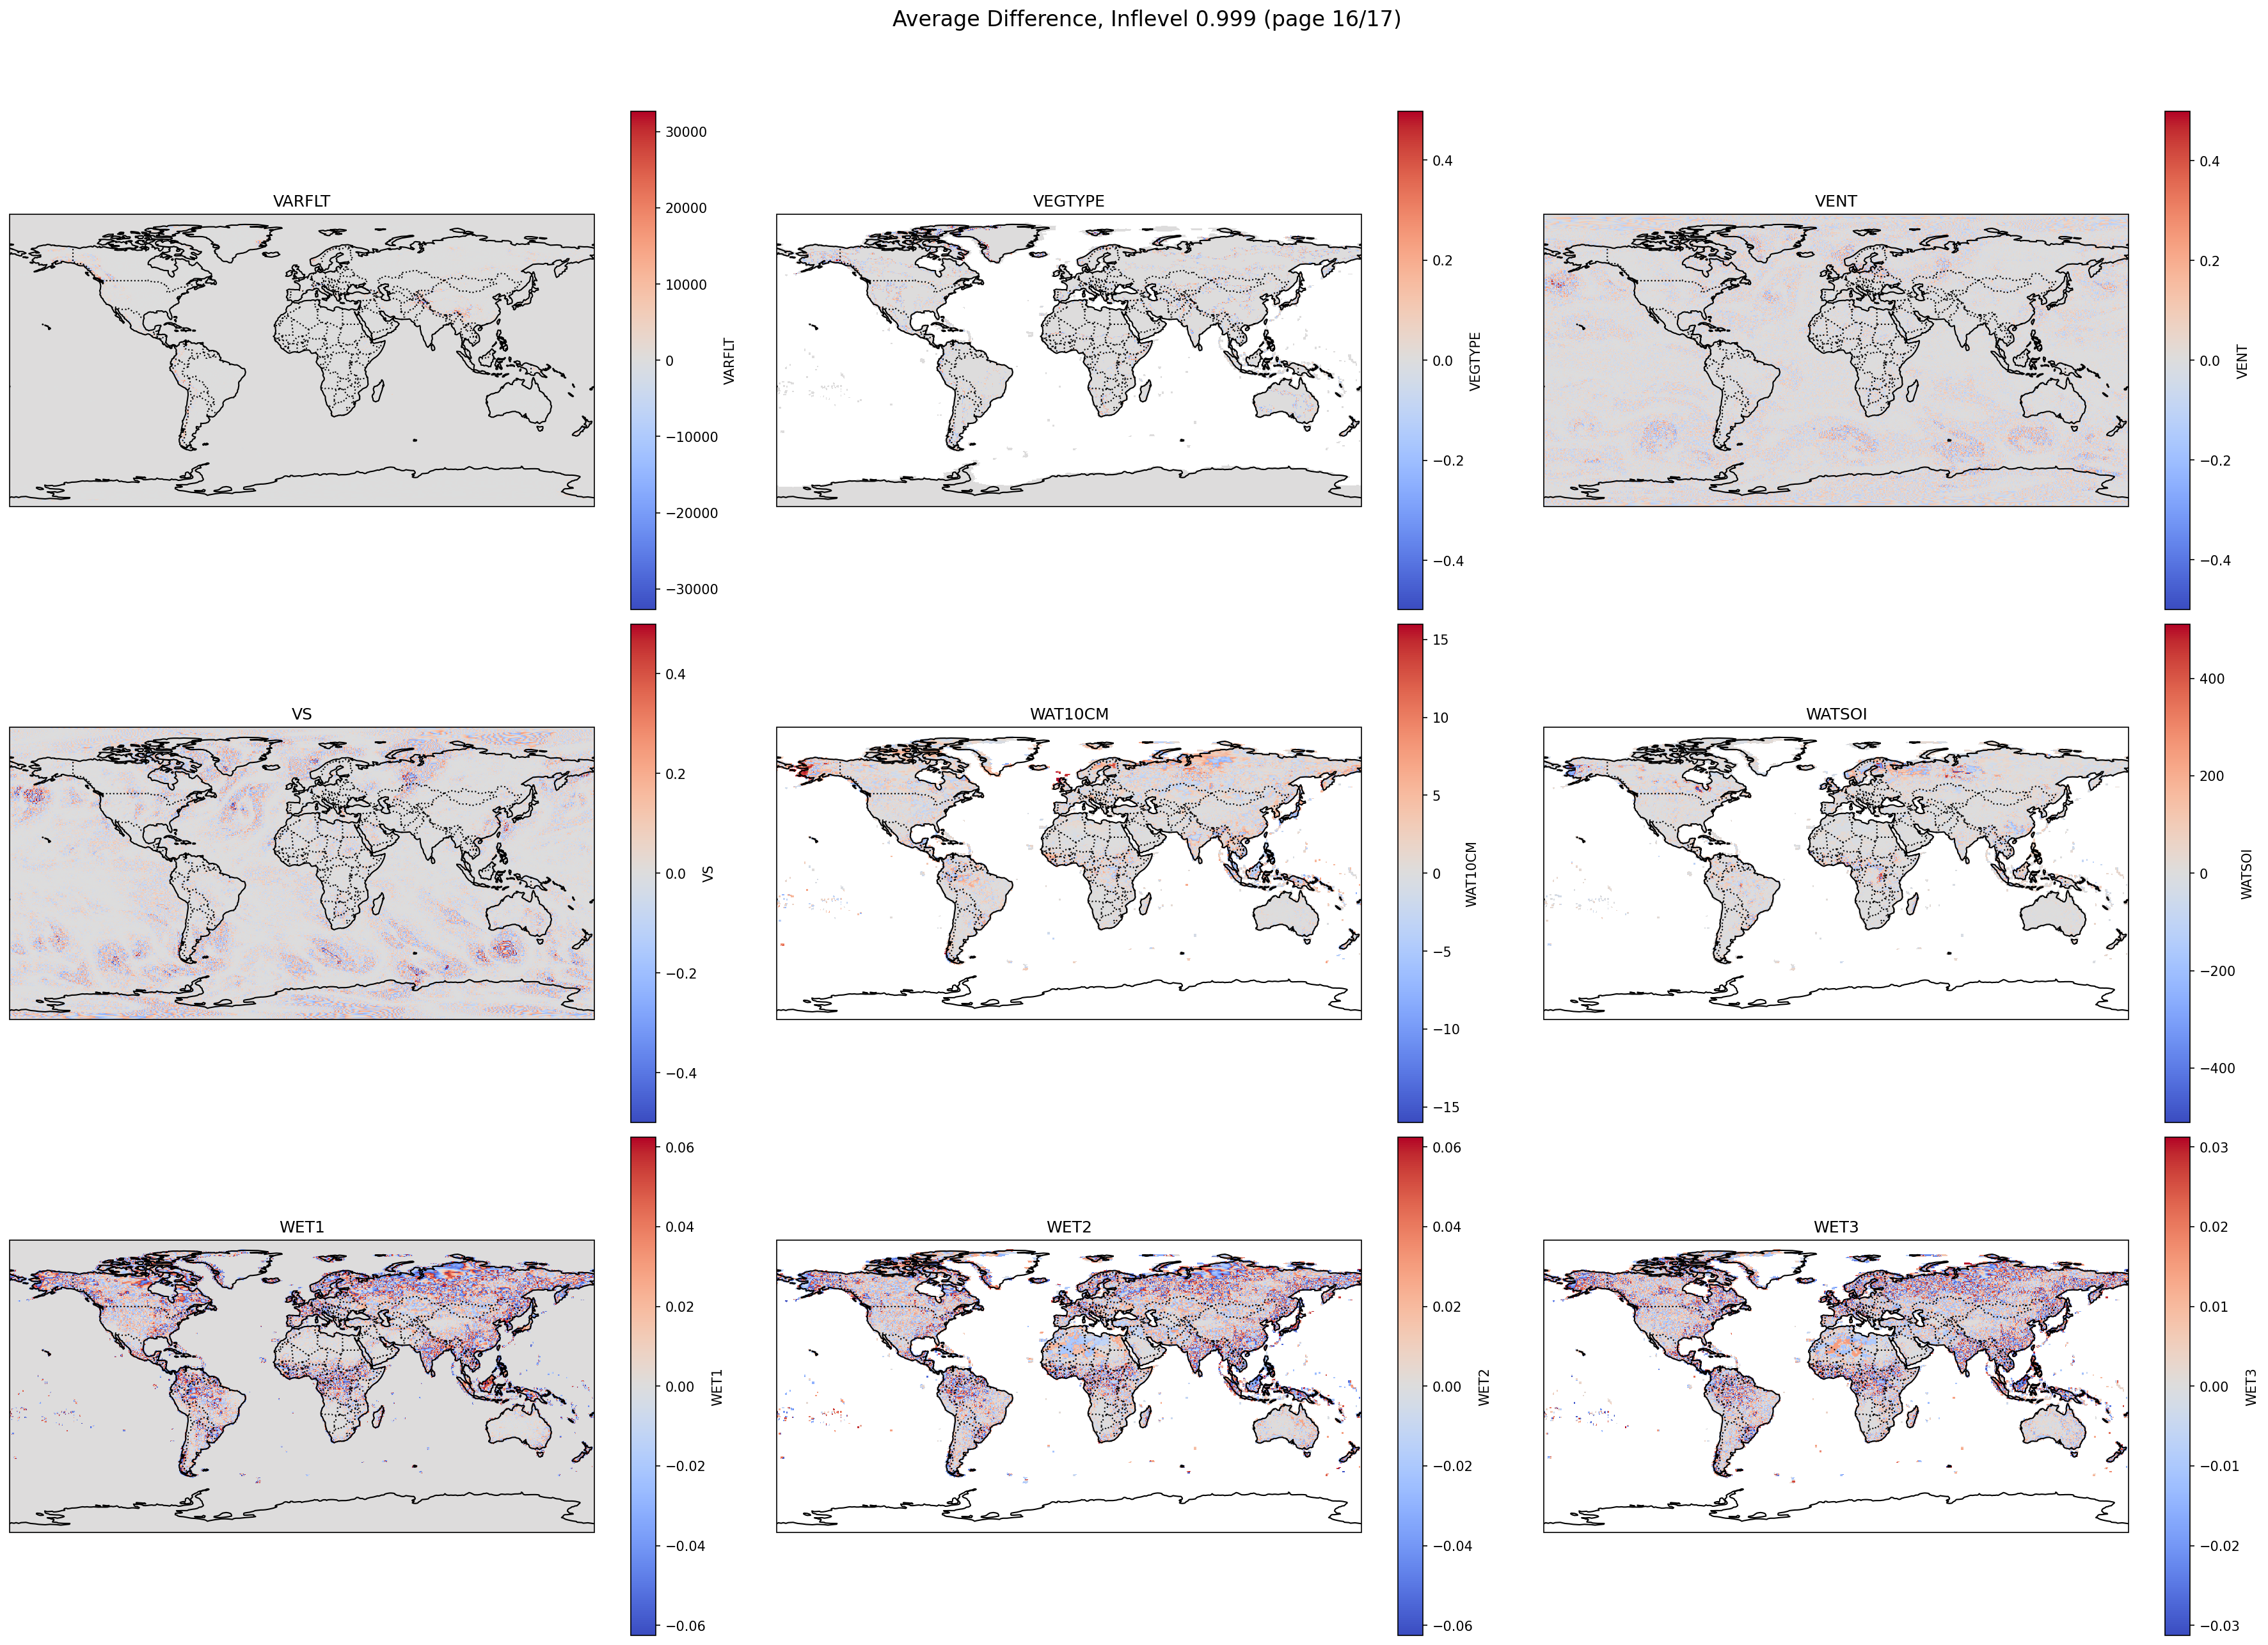 Average Difference, Inflevel 0.999 (page 16/17)
VARFLT
30000
20000
10000
0
−10000
−20000
−30000
VARFLT
VEGTYPE
0.4
0.2
0.0
−0.2
−0.4
VEGTYPE
VENT
0.4
0.2
0.0
−0.2
−0.4
VENT
VS
0.4
0.2
0.0
−0.2
−0.4
VS
WAT10CM
15
10
5
0
−5
−10
−15
WAT10CM
WATSOI
400
200
0
−200
−400
WATSOI
WET1
0.06
0.04
0.02
0.00
−0.02
−0.04
−0.06
WET1
WET2
0.06
0.04
0.02
0.00
−0.02
−0.04
−0.06
WET2
WET3
0.03
0.02
0.01
0.00
−0.01
−0.02
−0.03
WET3